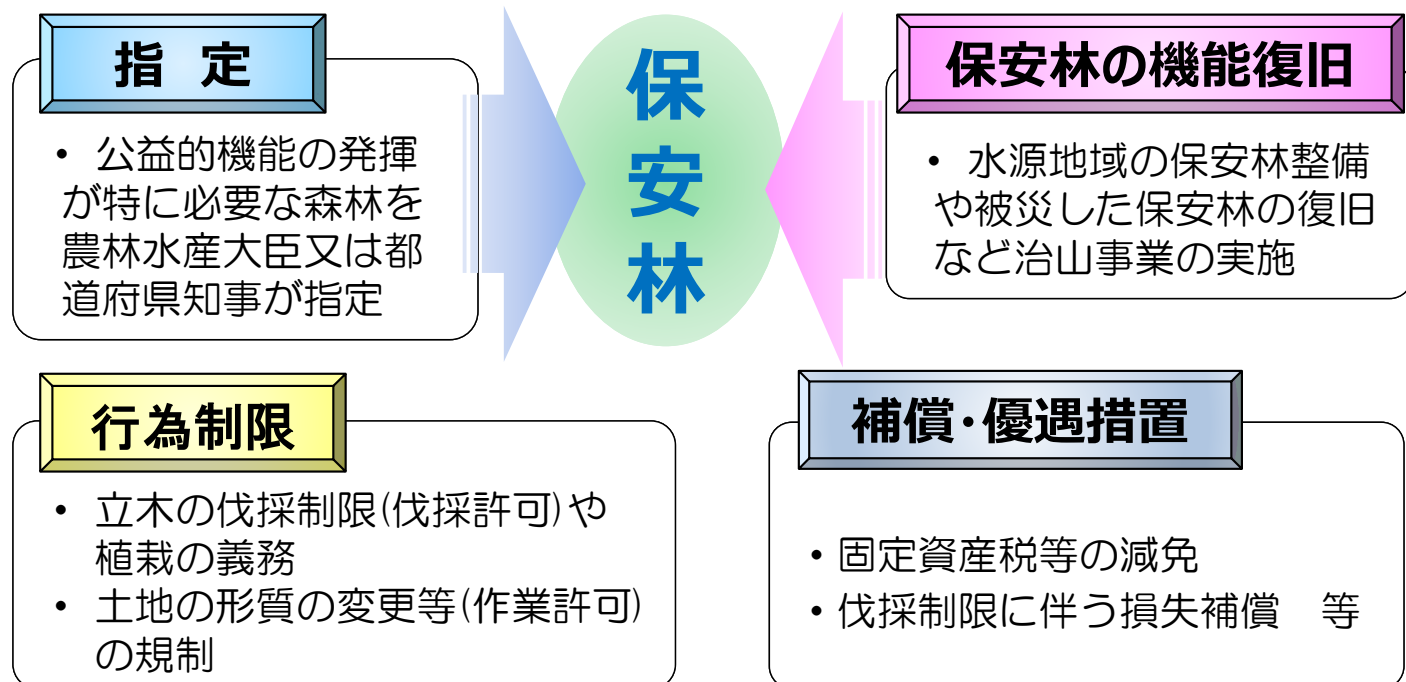 指 定
・ 公益的機能の発揮
が特に必要な森林を
農林水産大臣又は都
道府県知事が指定
保
安
林
保安林の機能復旧
・ 水源地域の保安林整備
や被災した保安林の復旧
など治山事業の実施
行為制限
・ 立木の伐採制限(伐採許可)や
植栽の義務
・ 土地の形質の変更等(作業許可)
の規制
補償・優遇措置
・固定資産税等の減免
・伐採制限に伴う損失補償　等